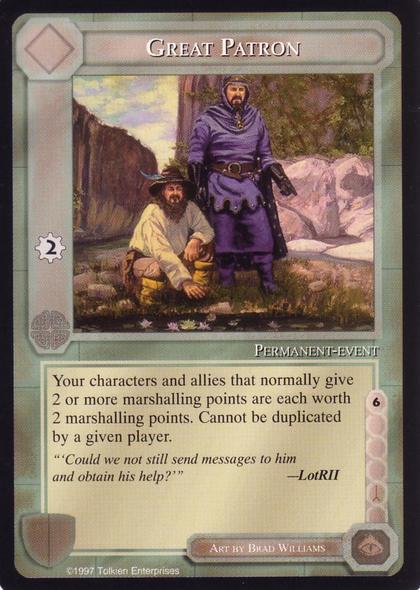 GREAT PATRON
2
PERMANENT-EVENT
Your characters and allies that normally give
2 or more marshalling points are each worth
2 marshalling points. Cannot be duplicated
by a given player.
6
"'Could we not still send messages to him
and obtain his help?'" —LotRII
ART BY BRAD WILLIAMS
©1997 Tolkien Enterprises